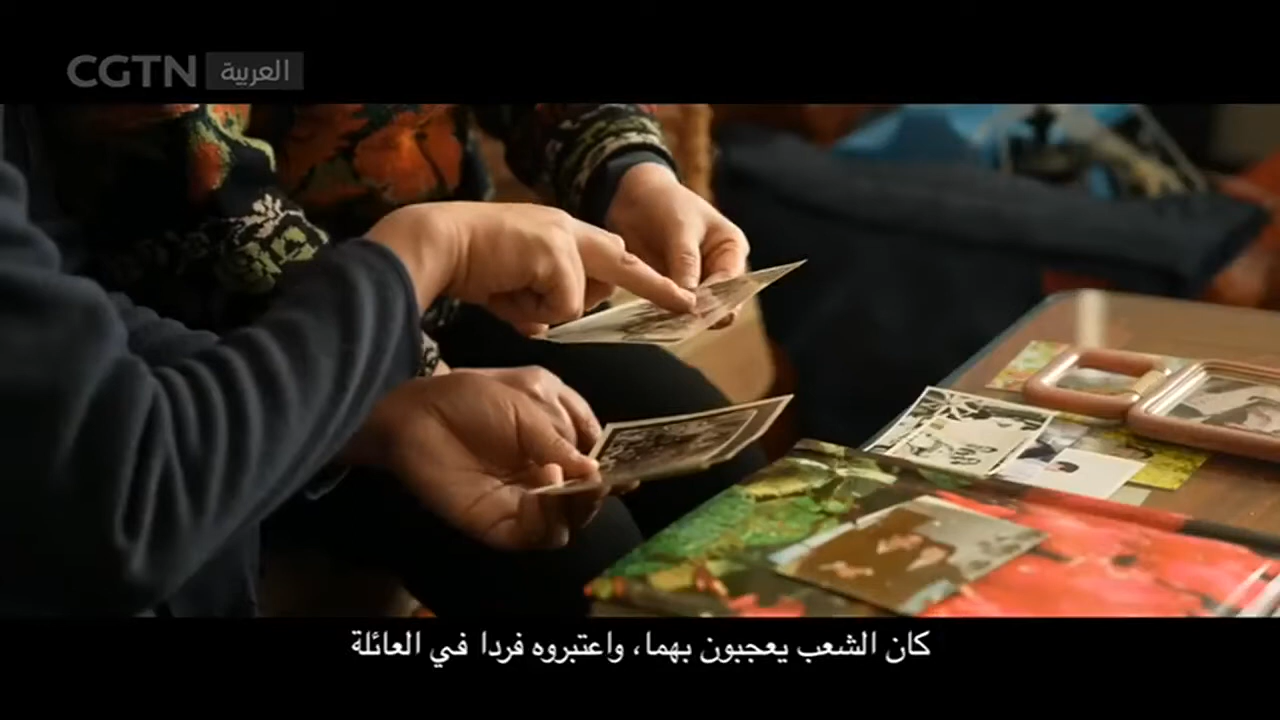 CGTN العربية
كان الشعب يعجبون بهما، واعتبروه فردا في العائلة